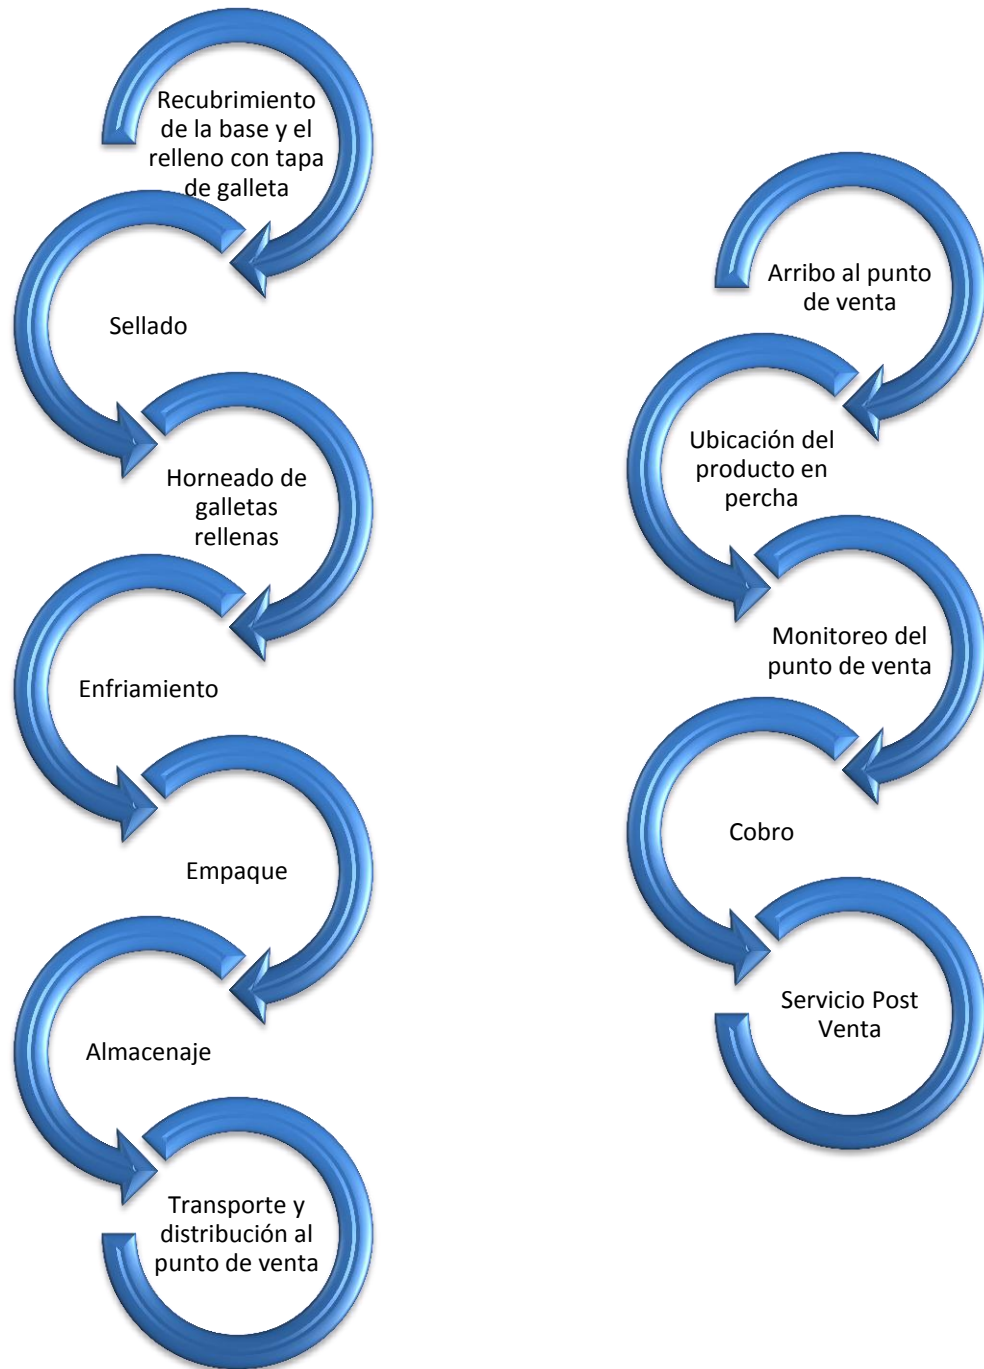 Recubrimiento
de la base y el
relleno con tapa
de galleta
Sellado
Horneado de
galletas
rellenas
Enfriamiento
Empaque
Almacenaje
Transporte y
distribución al
punto de venta
Arribo al punto
de venta
Ubicación del
producto en
percha
Monitoreo del
punto de venta
Cobro
Servicio Post
Venta